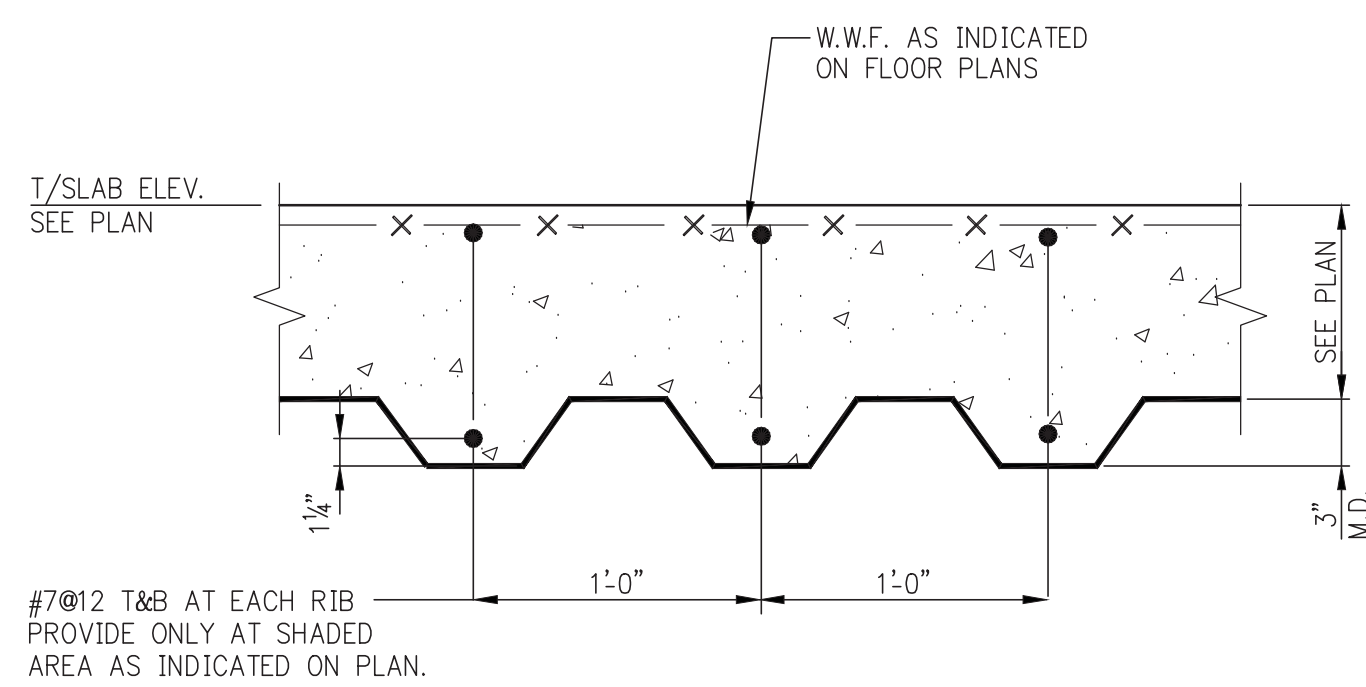 W.W.F. AS INDICATED
ON FLOOR PLANS
T/SLAB ELEV.
SEE PLAN
SEE PLAN
1¼"
3"
M.D.
1'-0"
1'-0"
#7@12 T&B AT EACH RIB
PROVIDE ONLY AT SHADED
AREA AS INDICATED ON PLAN.